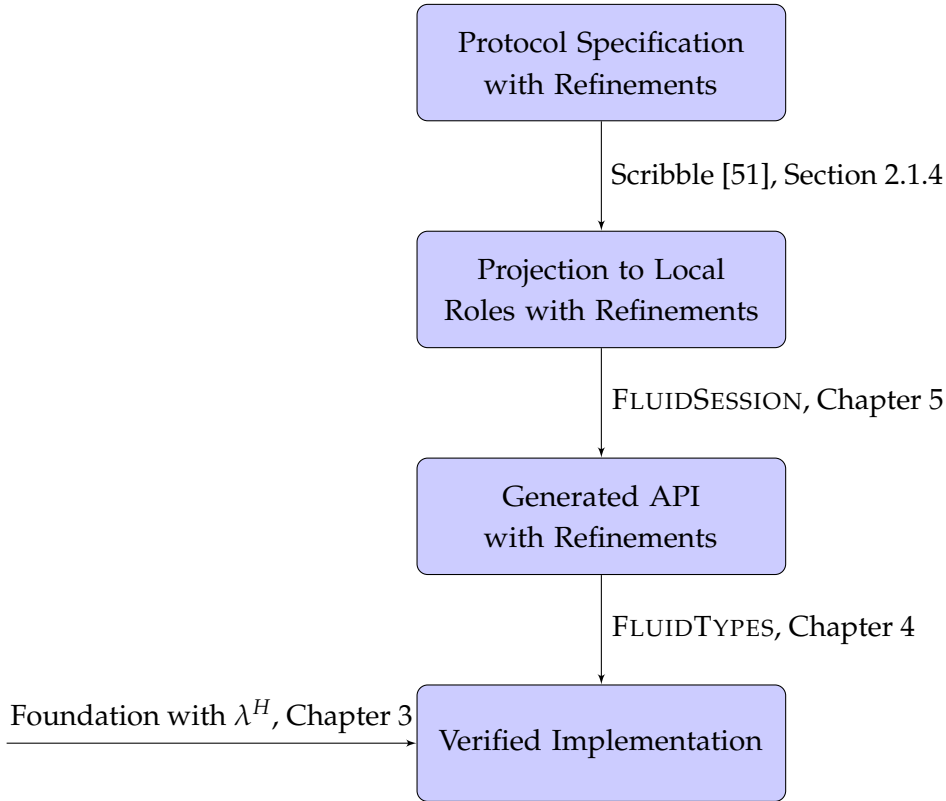 Protocol Specification
with Refinements
Scribble [51], Section 2.1.4
Projection to Local
Roles with Refinements
FLUIDSESSION, Chapter 5
Generated API
with Refinements
FLUIDTYPES, Chapter 4
Foundation with λ^H, Chapter 3
Verified Implementation